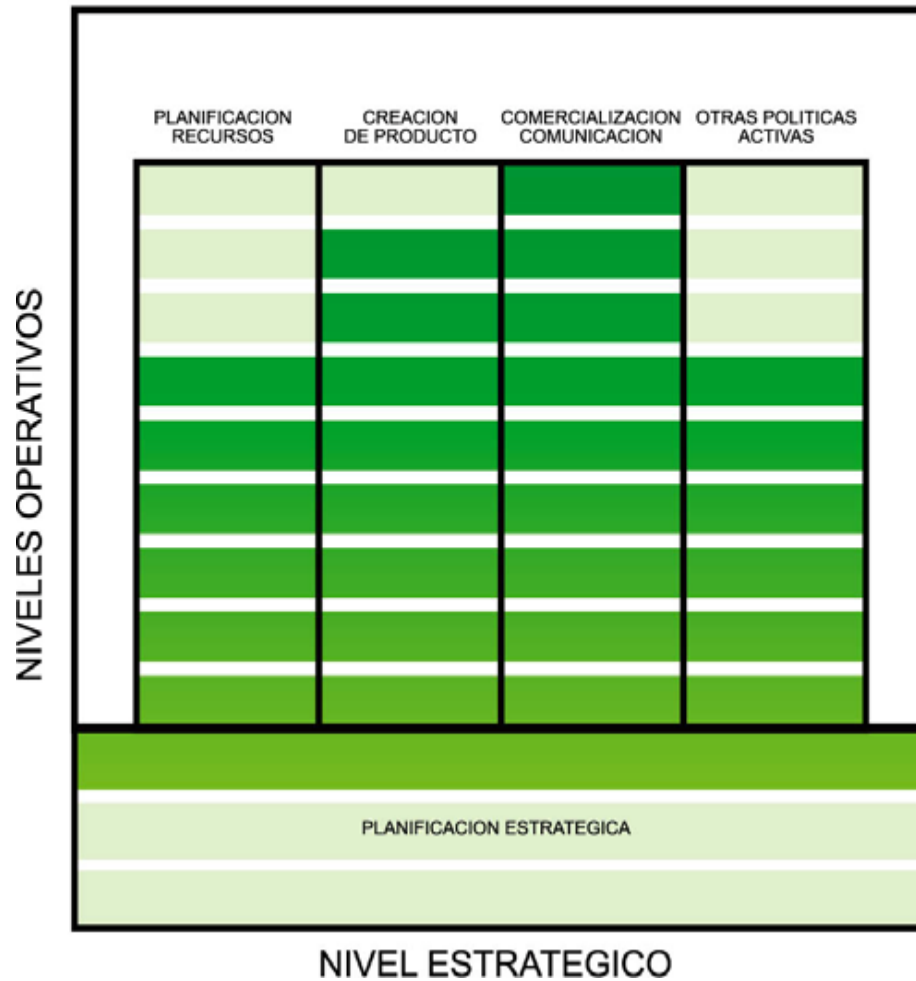 PLANIFICACION
RECURSOS
CREACION
DE PRODUCTO
COMERCIALIZACION
COMUNICACION
OTRAS POLITICAS
ACTIVAS
NIVELES OPERATIVOS
PLANIFICACION ESTRATEGICA
NIVEL ESTRATEGICO